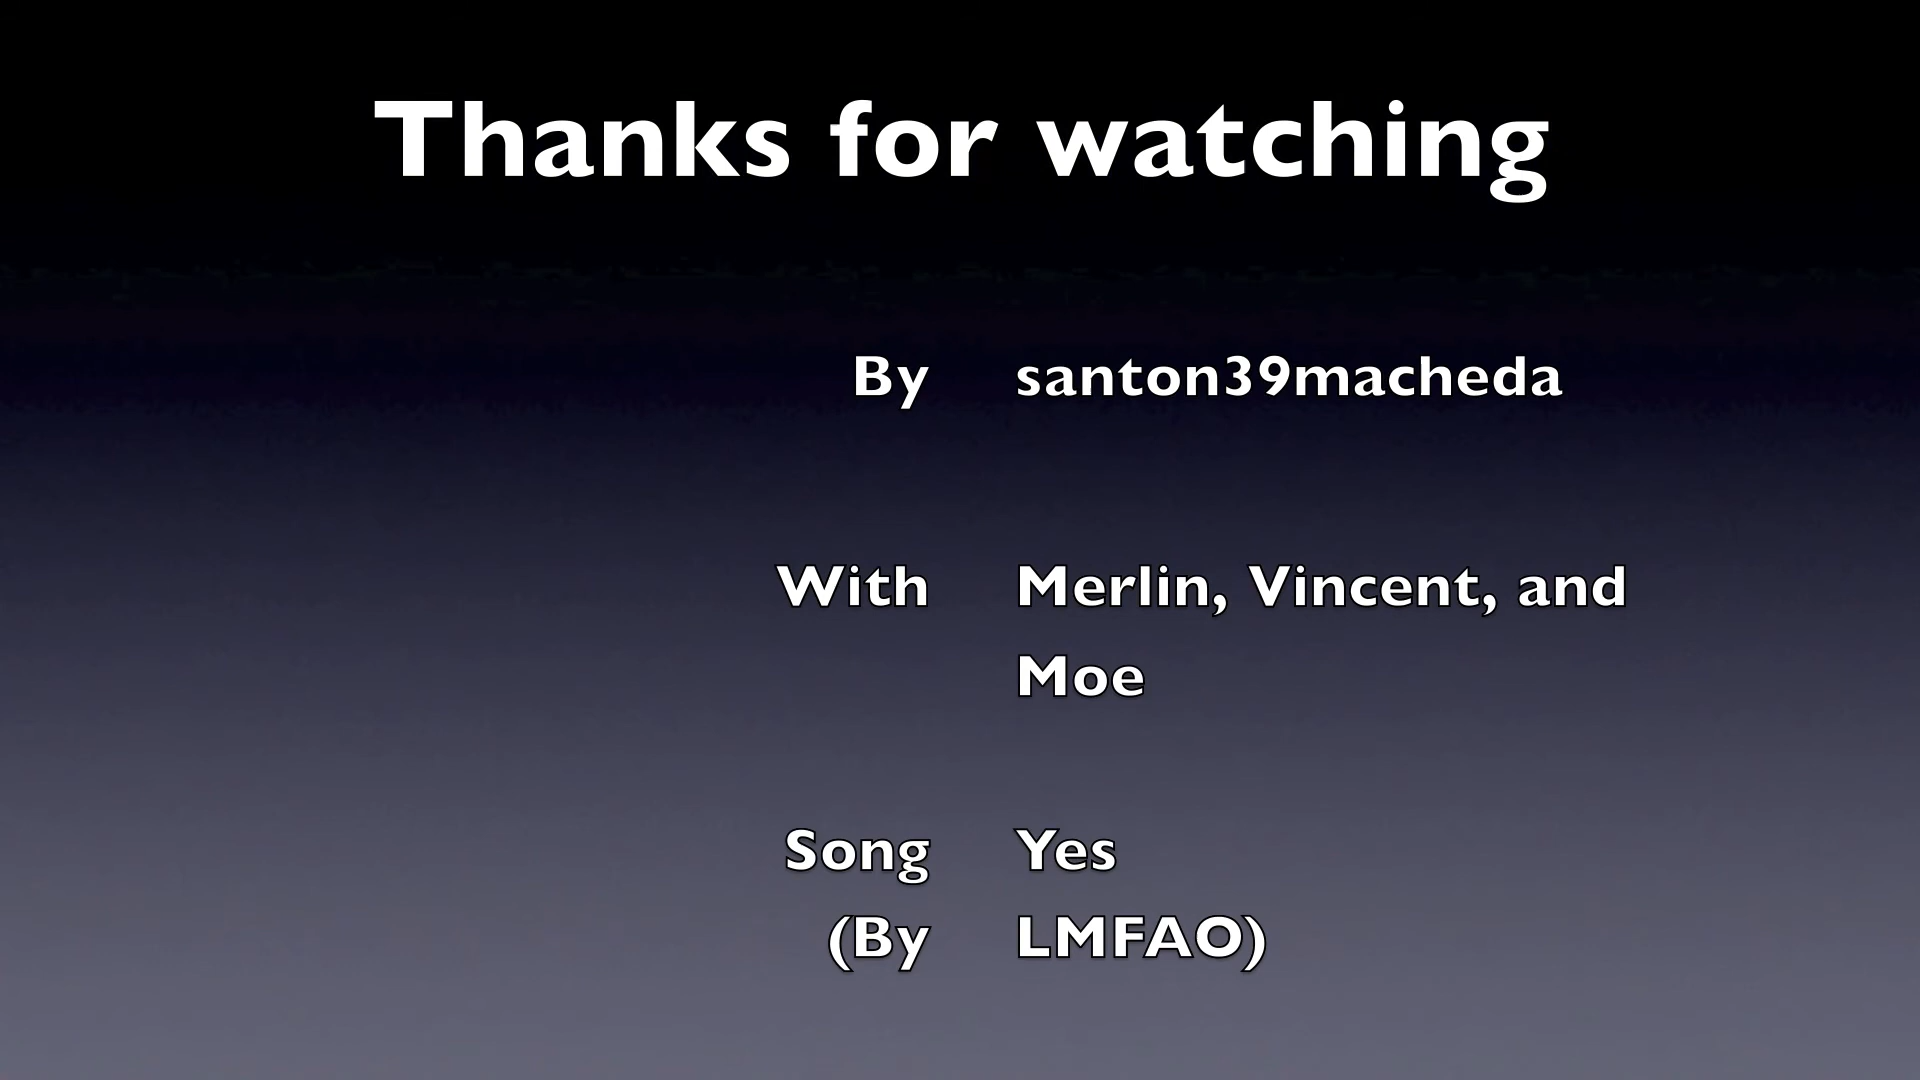 Thanks for watching
By santon39macheda
With Merlin, Vincent, and
Moe
Song Yes
(By LMFAO)